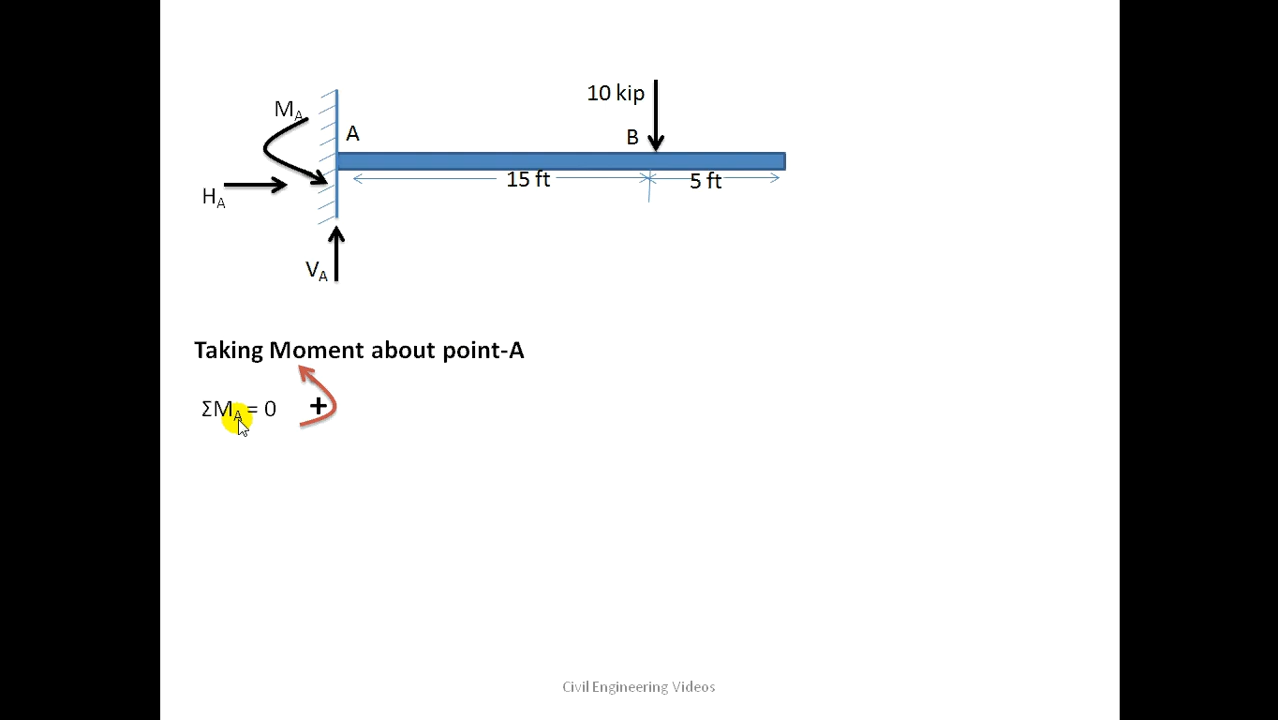 10 kip
M_A
A
B
15 ft
5 ft
H_A
V_A
Taking Moment about point-A
ΣM_A = 0 +
Civil Engineering Videos